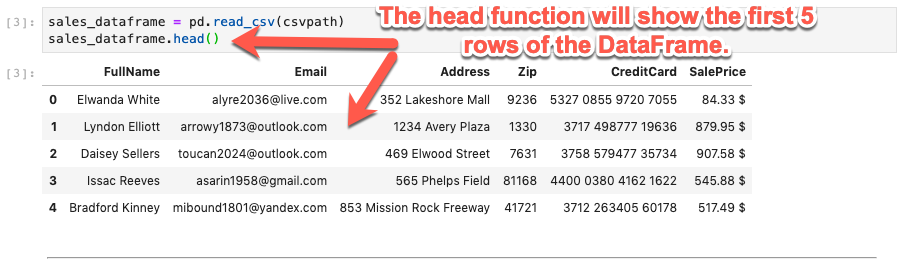 [3]: sales_dataframe = pd.read_csv(csvpath)
sales_dataframe.head()
The head function will show the first 5
rows of the DataFrame.
[3]: FullName Email Address Zip CreditCard SalePrice
0 Elwanda White alyre2036@live.com 352 Lakeshore Mall 9236 5327 0855 9720 7055 84.33 $
1 Lyndon Elliott arrowy1873@outlook.com 1234 Avery Plaza 1330 3717 498777 19636 879.95 $
2 Daisey Sellers toucan2024@outlook.com 469 Elwood Street 7631 3758 579477 35734 907.58 $
3 Issac Reeves asarin1958@gmail.com 565 Phelps Field 81168 4400 0380 4162 1622 545.88 $
4 Bradford Kinney mibound1801@yandex.com 853 Mission Rock Freeway 41721 3712 263405 60178 517.49 $